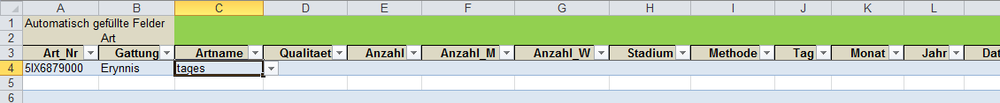 A B C D E F G H I J K L
1 Automatisch gefüllte Felder
2 Art
3 Art_Nr Gattung Artname Qualitaet Anzahl Anzahl_M Anzahl_W Stadium Methode Tag Monat Jahr Dat
4 5IX6879000 Erynnis tages
5
6